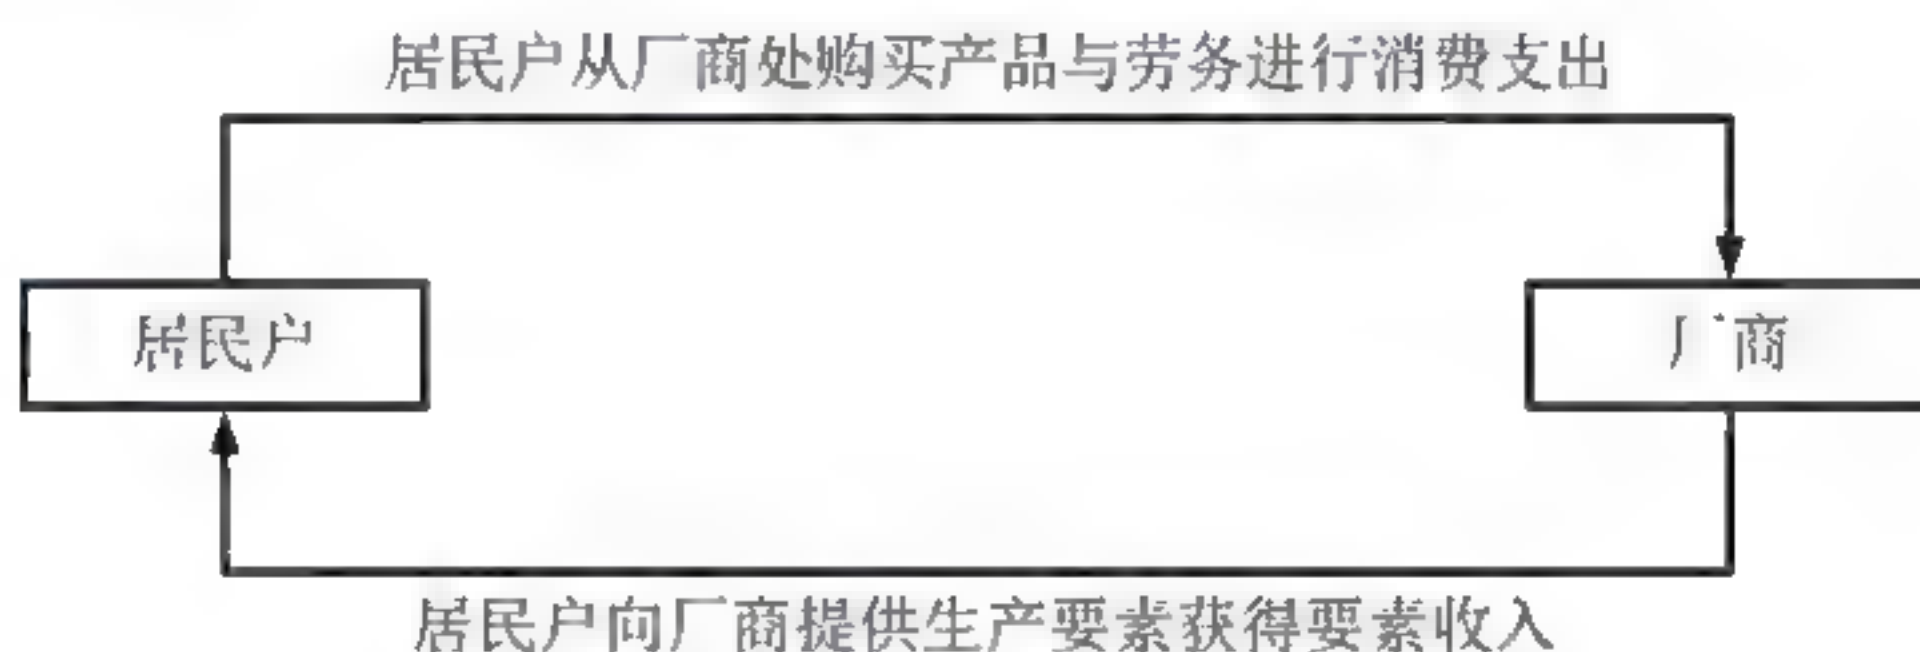 居民户从厂商处购买产品与劳务进行消费支出
居民户
厂商
居民户向厂商提供生产要素获得要素收入